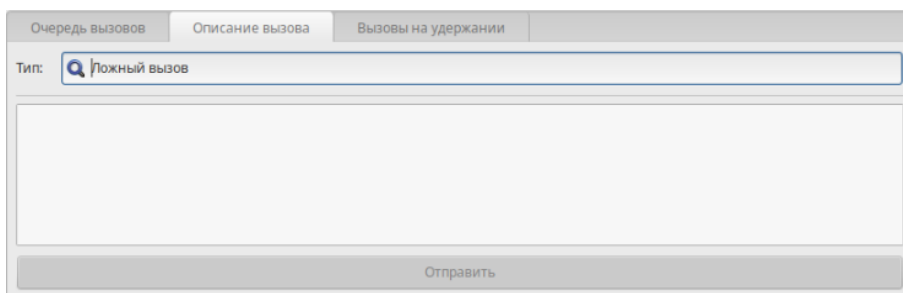 Очередь вызовов Описание вызова Вызовы на удержании
Тип: Ложный вызов
Отправить